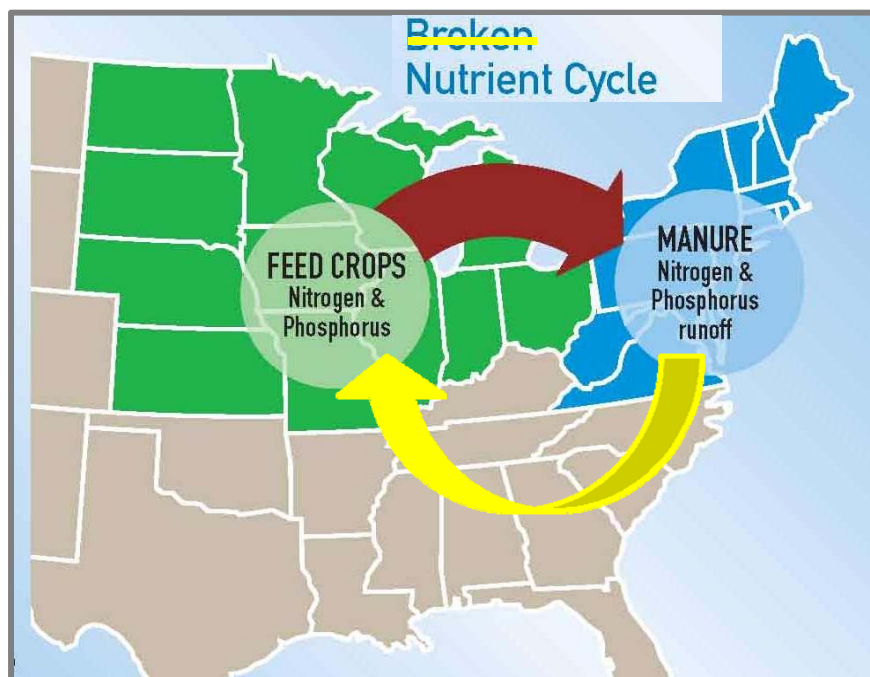 Broken
Nutrient Cycle
FEED CROPS
Nitrogen &
Phosphorus
MANURE
Nitrogen &
Phosphorus
runoff